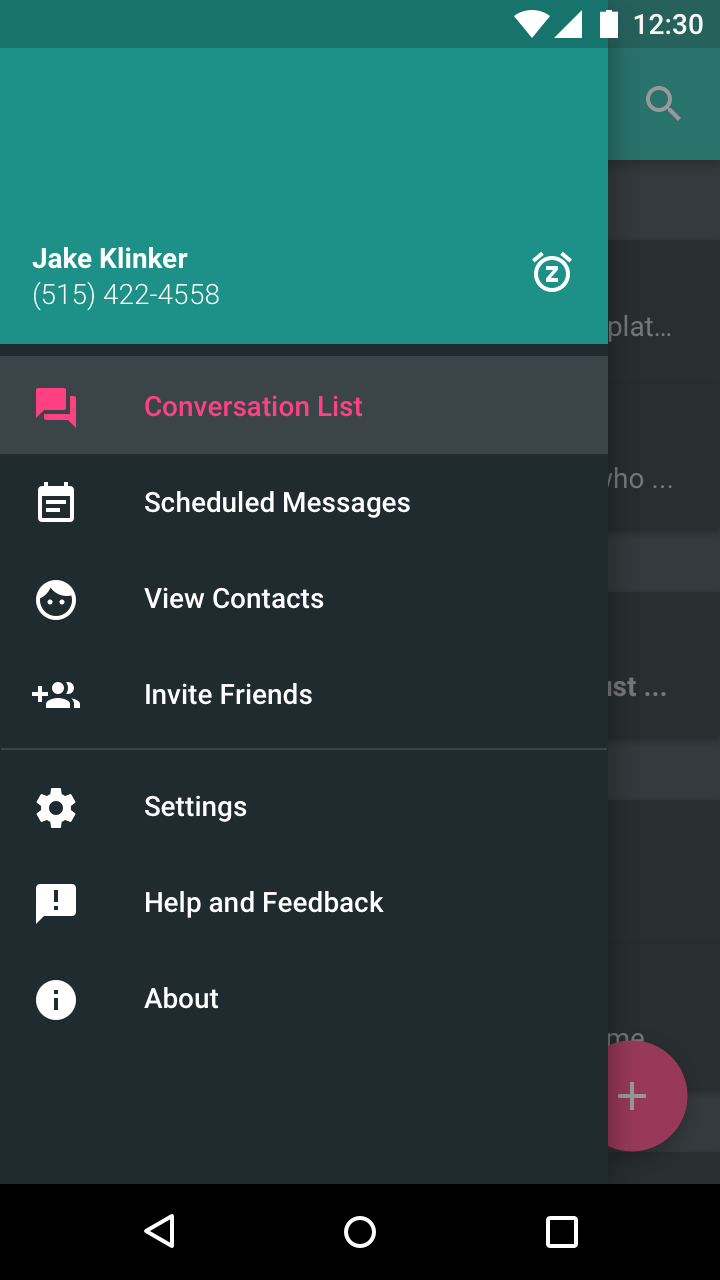 12:30
Jake Klinker
(515) 422-4558
plat...
Conversation List
who ...
Scheduled Messages
View Contacts
ust ...
Invite Friends
Settings
Help and Feedback
About
me